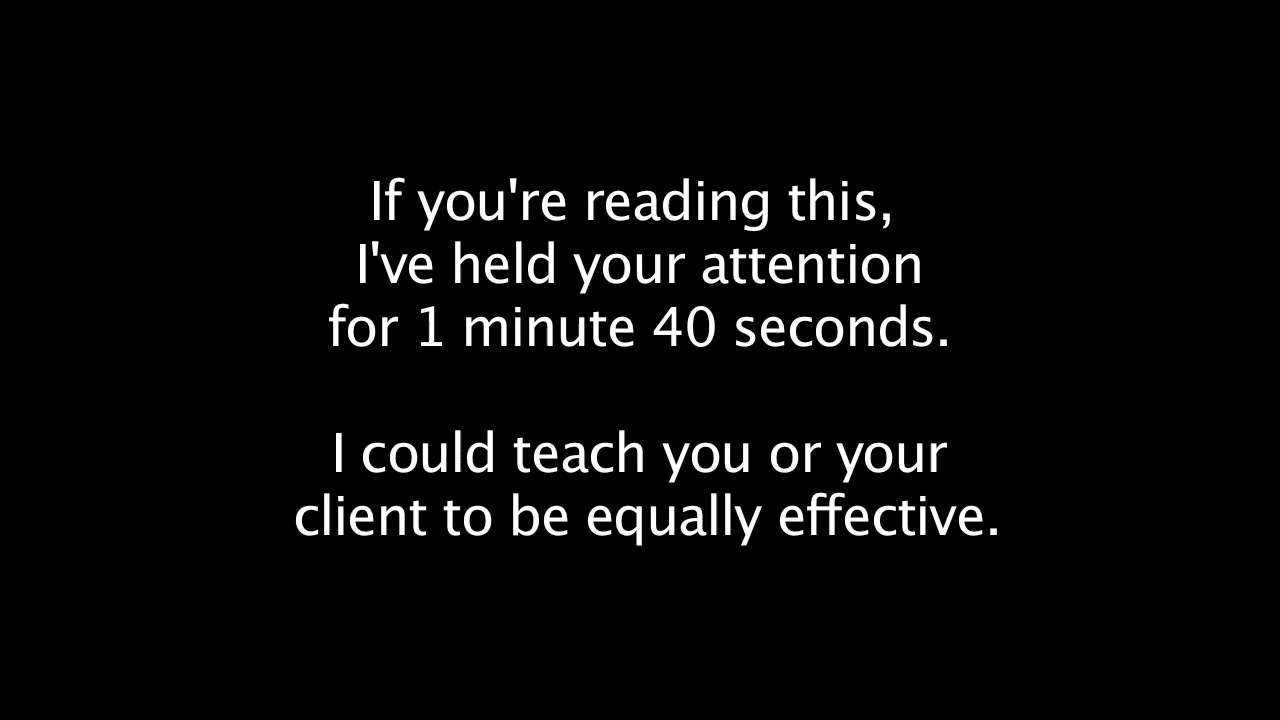 If you're reading this,
I've held your attention
for 1 minute 40 seconds.
I could teach you or your
client to be equally effective.